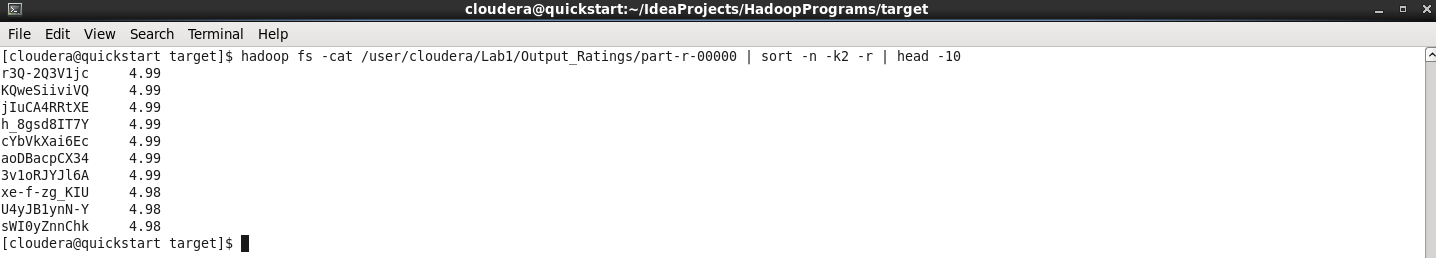 cloudera@quickstart:~/IdeaProjects/HadoopPrograms/target
File Edit View Search Terminal Help
[cloudera@quickstart target]$ hadoop fs -cat /user/cloudera/Lab1/Output_Ratings/part-r-00000 | sort -n -k2 -r | head -10
r3Q-2Q3V1jc 4.99
KQweSiiviVQ 4.99
jIuCA4RRtXE 4.99
h_8gsd8IT7Y 4.99
cYbVkXai6Ec 4.99
aoDBacpCX34 4.99
3v1oRJYJl6A 4.99
xe-f-zg_KIU 4.98
U4yJB1ynN-Y 4.98
sWI0yZnnChk 4.98
[cloudera@quickstart target]$